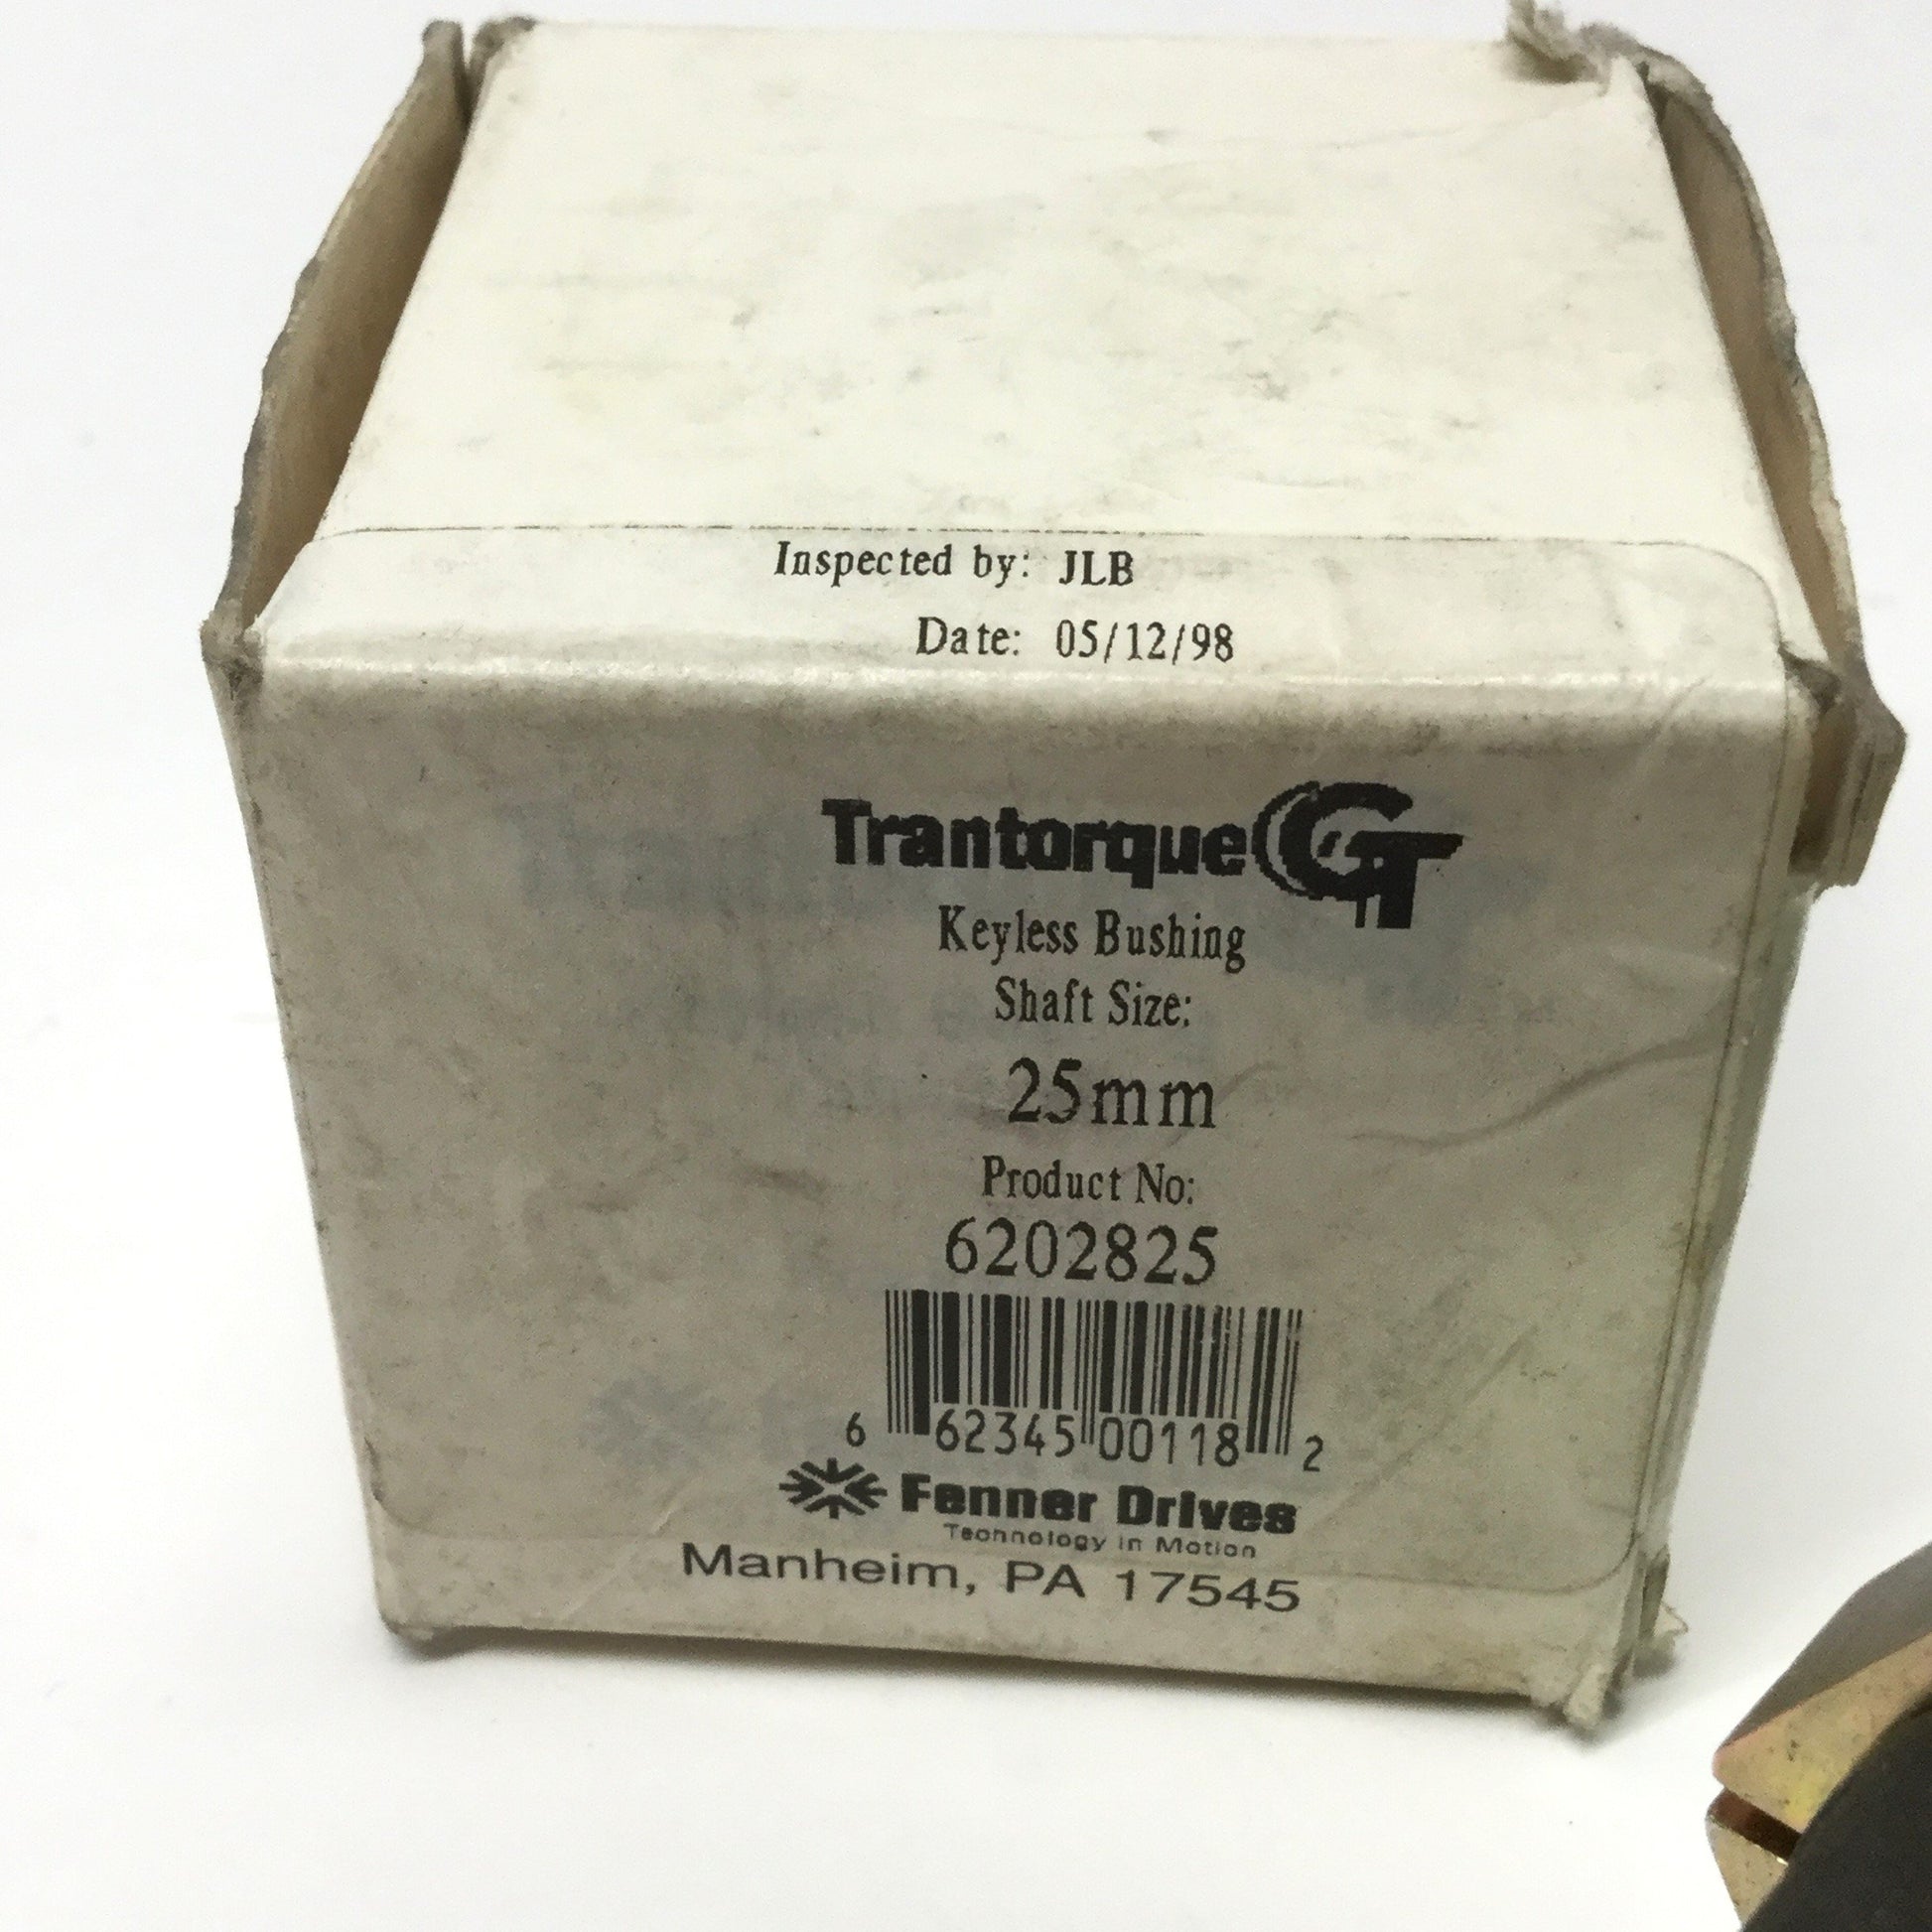 Inspected by: JLB
Date: 05/12/98
Trantorque GT
Keyless Bushing
Shaft Size:
25mm
Product No:
6202825
6 62345 00118 2
Fenner Drives
Technology in Motion
Manheim, PA 17545